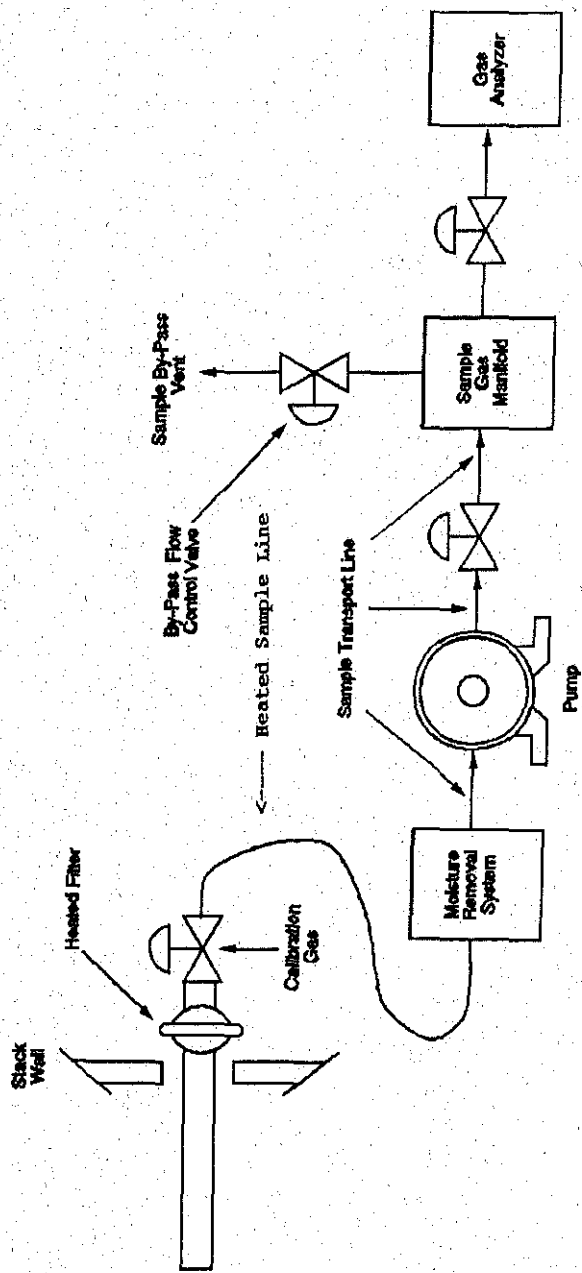 Stack
Wall
Heated Filter
Calibration
Gas
<---- Heated Sample Line
By-Pass Flow
Control Valve
Sample By-Pass
Vent
Moisture
Removal
System
Sample Transport Line
Pump
Sample
Gas
Manifold
Gas
Analyzer